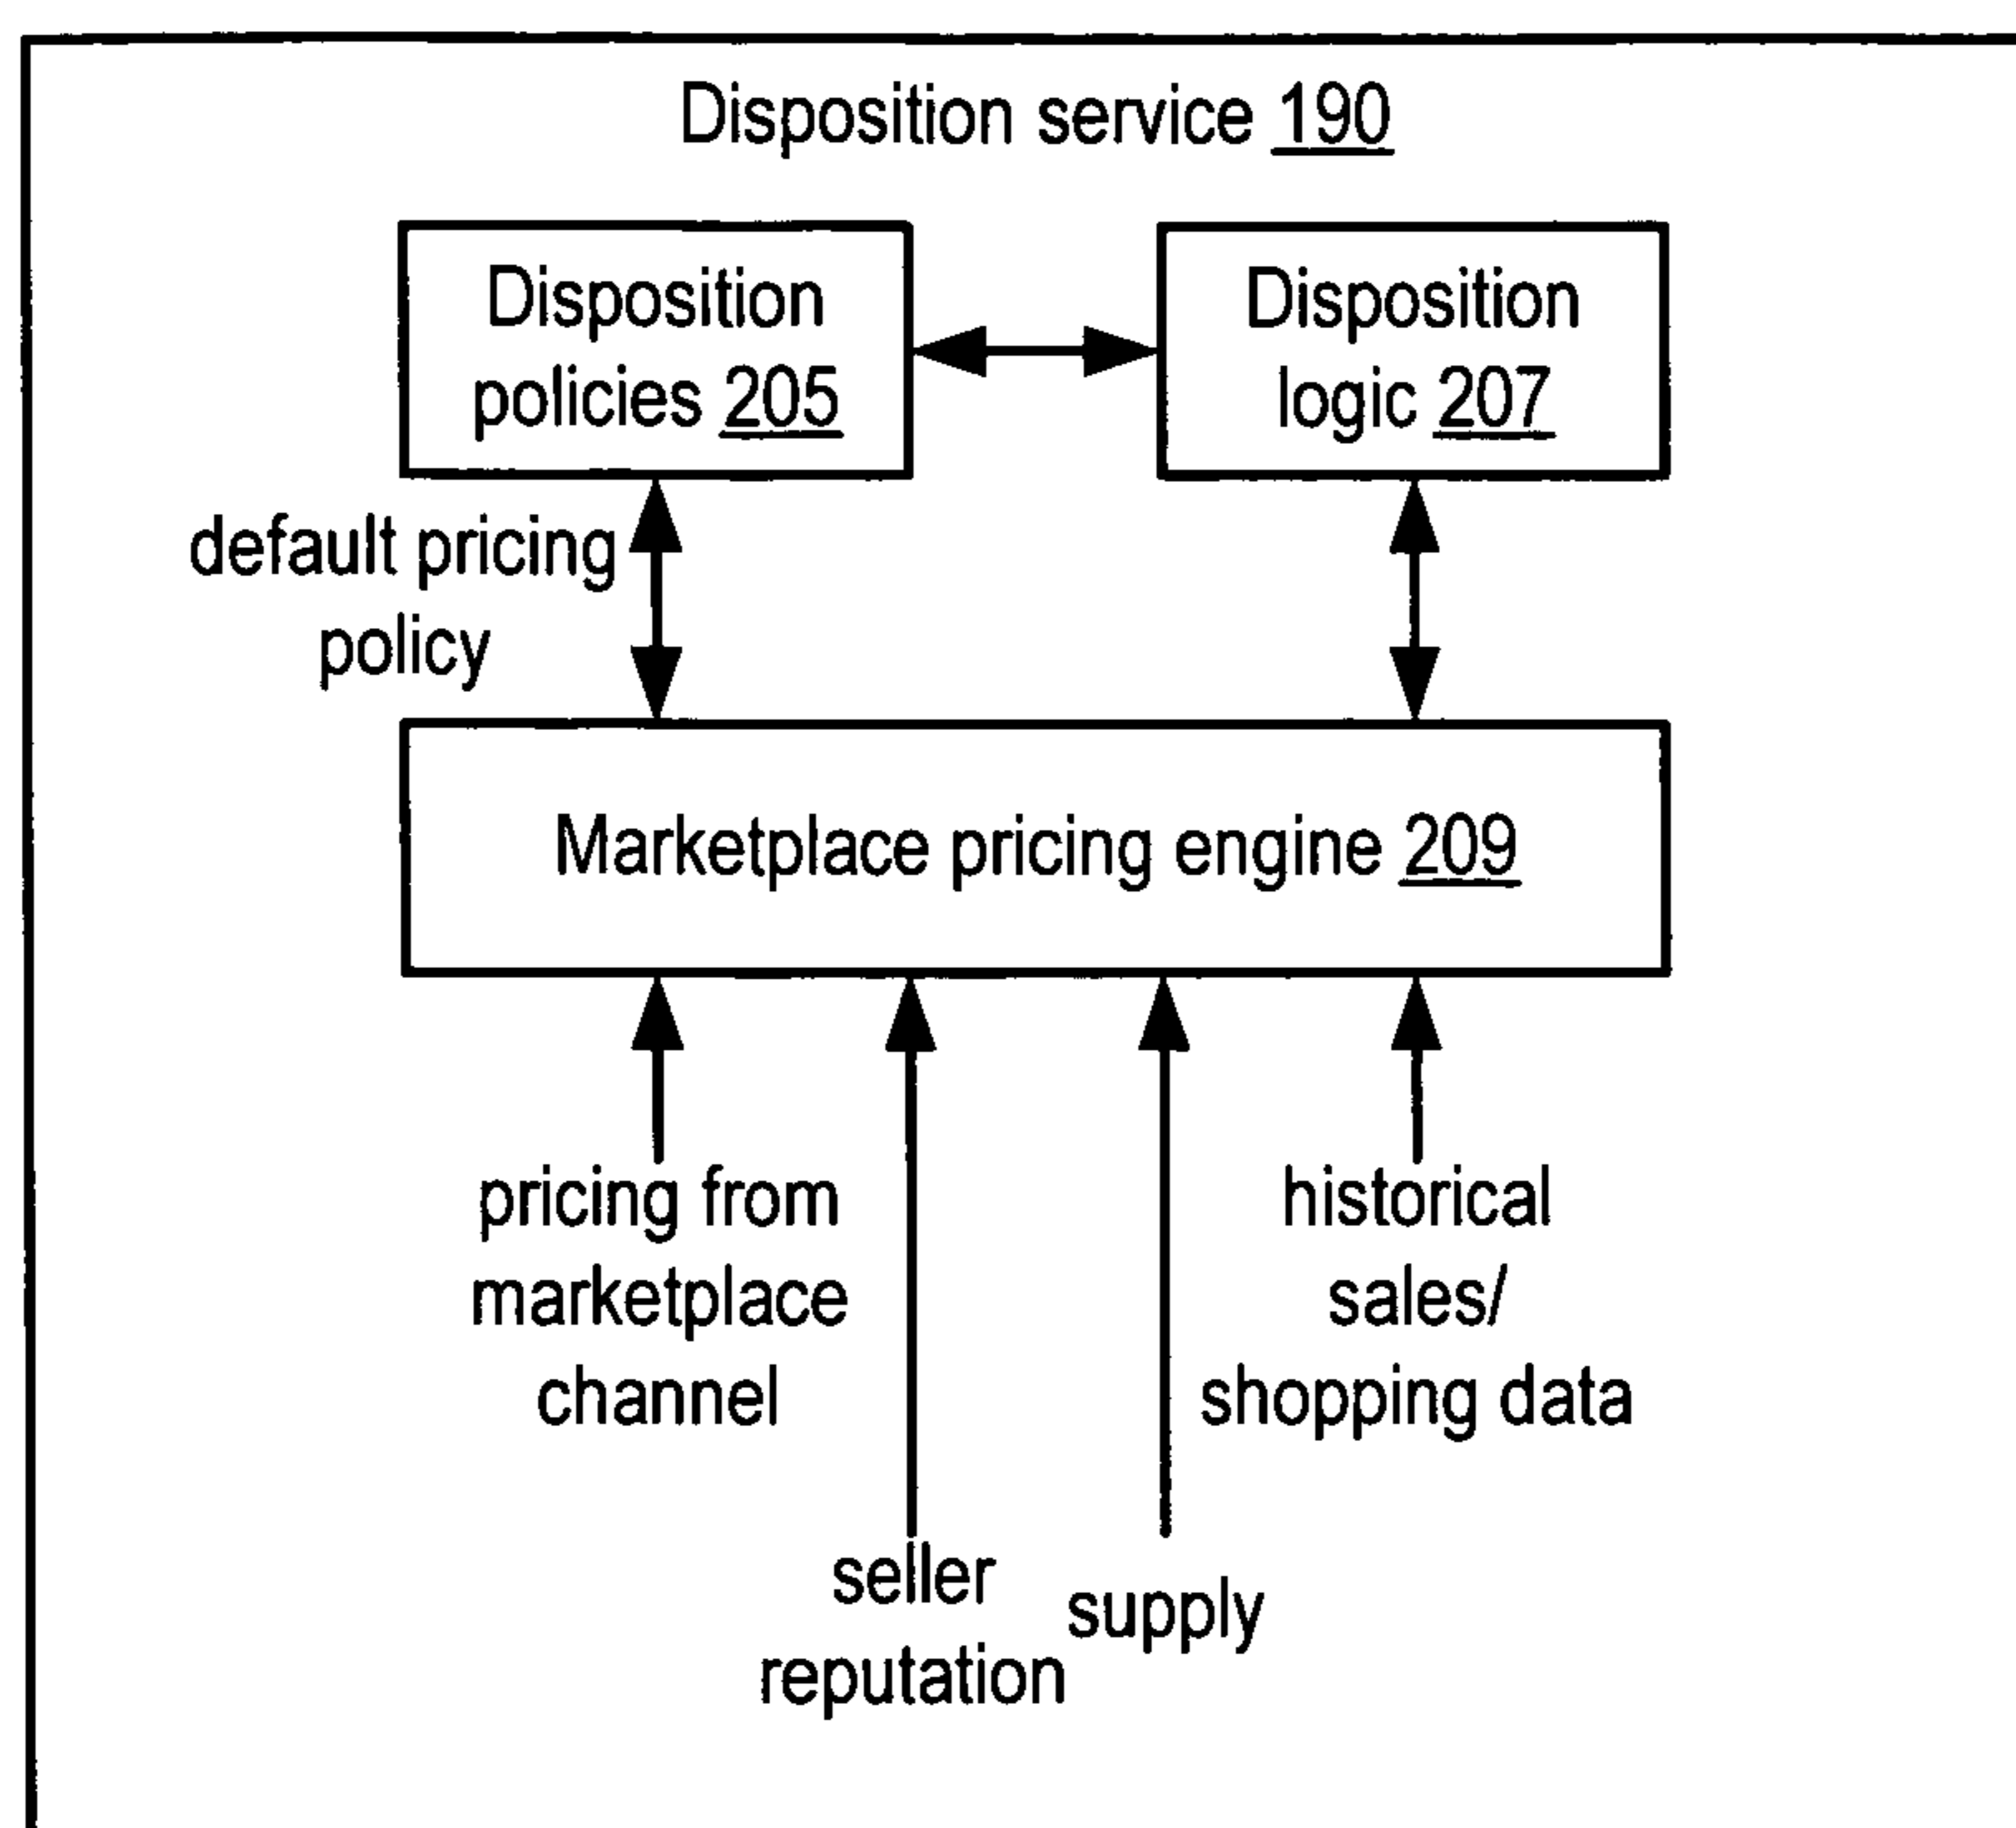 Disposition service 190
Disposition
policies 205
Disposition
logic 207
default pricing
policy
Marketplace pricing engine 209
pricing from
marketplace
channel
historical
sales/
shopping data
seller
reputation
supply